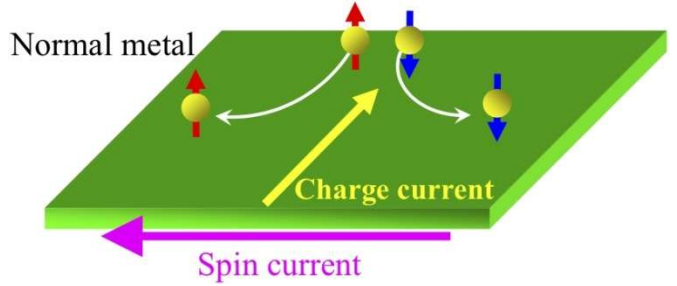 Normal metal
Charge current
Spin current